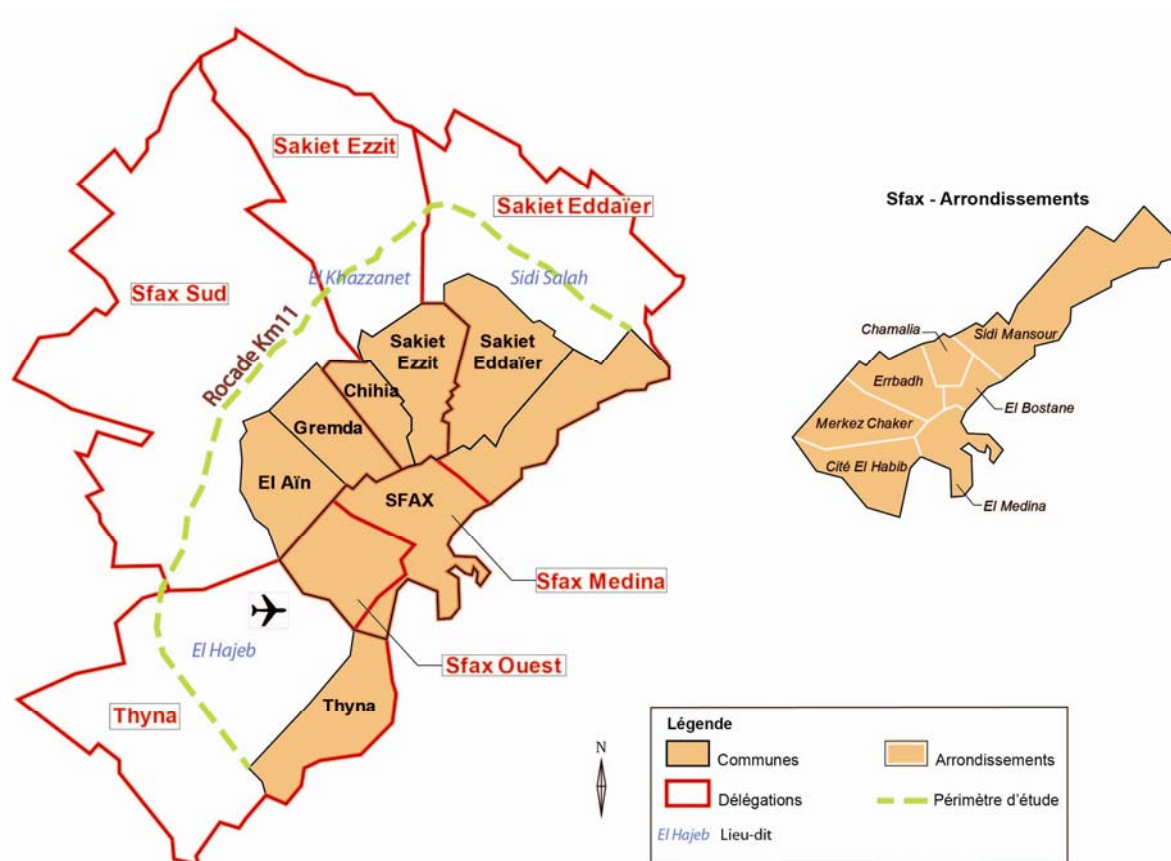 Sakiet Ezzit
Sakiet Eddaïer
Sfax Sud
El Khazzanet
Sidi Salah
Rocade Km11
Sakiet
Ezzit
Sakiet
Eddaïer
Chihia
Gremda
El Aïn
SFAX
Sfax Medina
El Hajeb
Sfax Ouest
Thyna
Thyna
Sfax - Arrondissements
Chamalia
Sidi Mansour
Errbadh
El Bostane
Merkez Chaker
Cité El Habib
El Medina
N
Légende
Communes
Arrondissements
Délégations
Périmètre d'étude
El Hajeb Lieu-dit